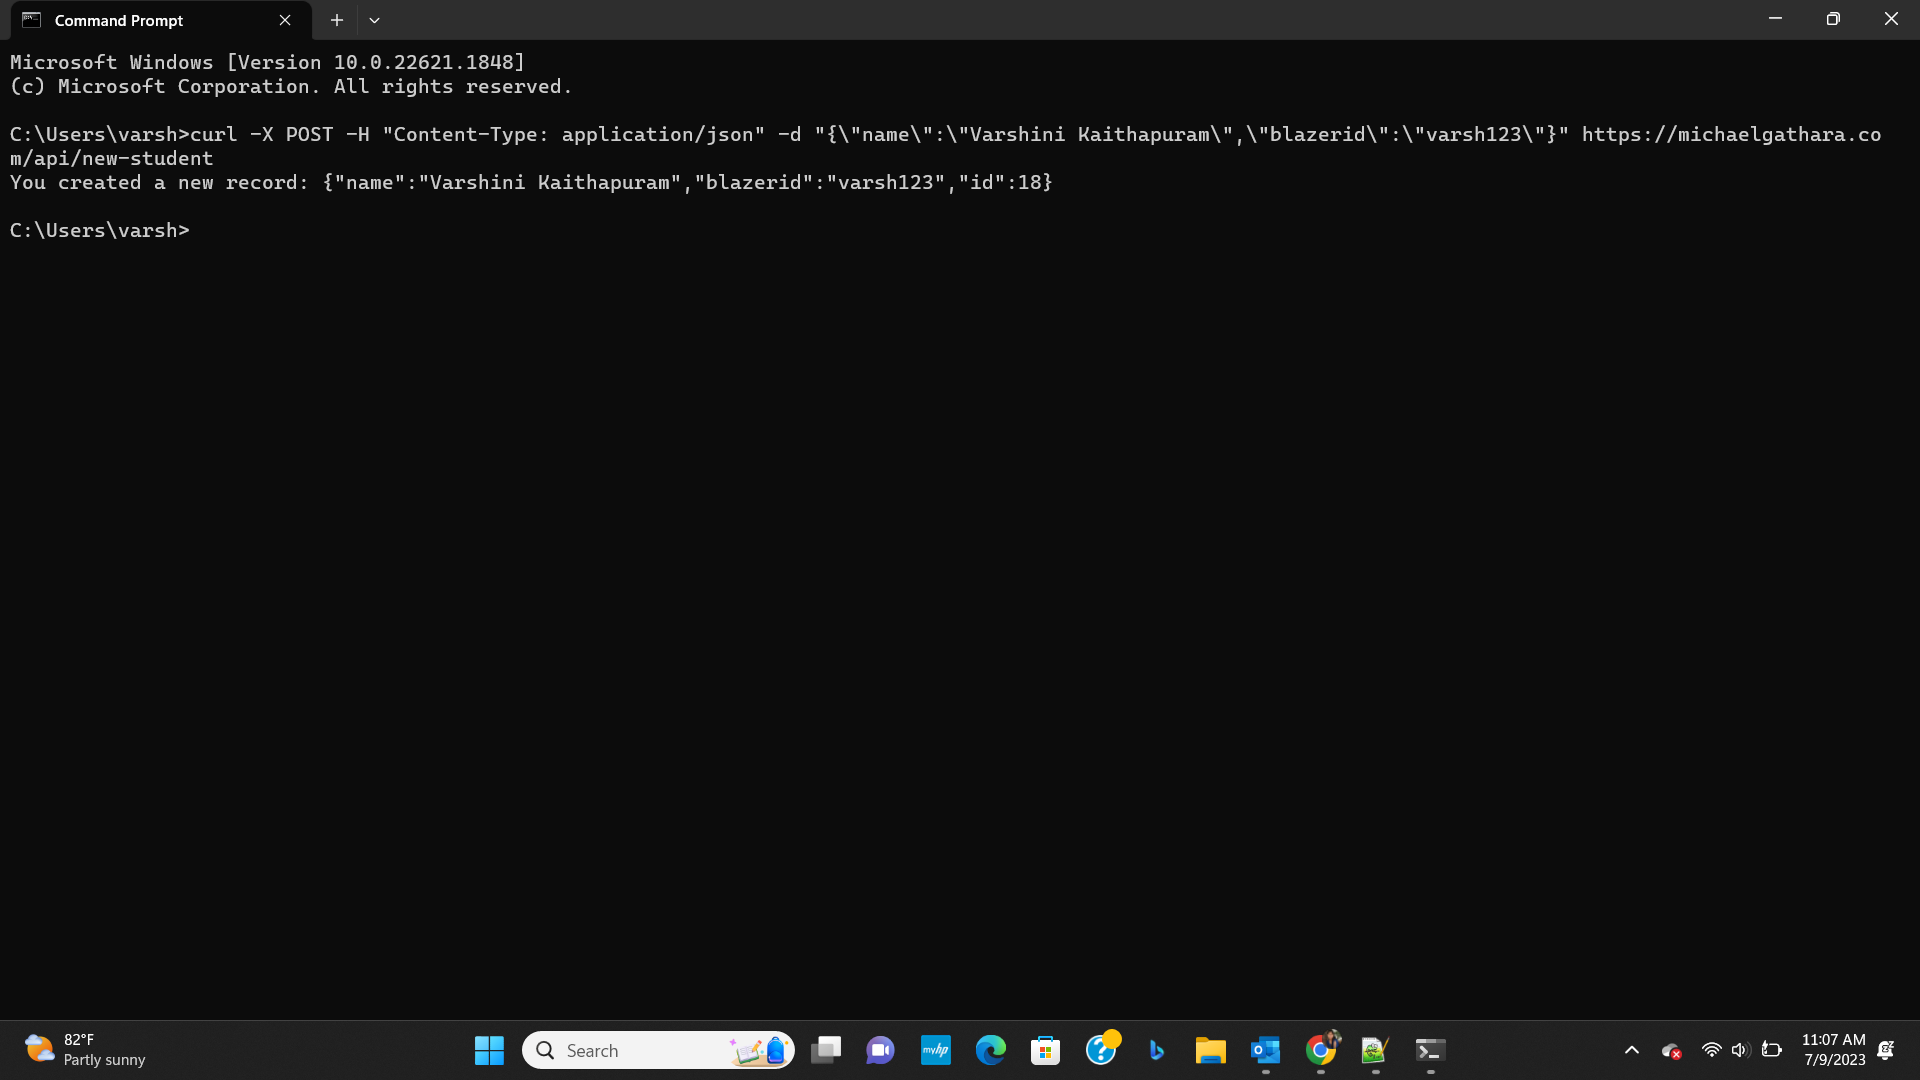 Command Prompt
Microsoft Windows [Version 10.0.22621.1848]
(c) Microsoft Corporation. All rights reserved.
C:\Users\varsh>curl -X POST -H "Content-Type: application/json" -d "{\"name\":\"Varshini Kaithapuram\",\"blazerid\":\"varsh123\"}" https://michaelgathara.co
m/api/new-student
You created a new record: {"name":"Varshini Kaithapuram","blazerid":"varsh123","id":18}
C:\Users\varsh>
82°F
Partly sunny
Search
myhp
11:07 AM
7/9/2023